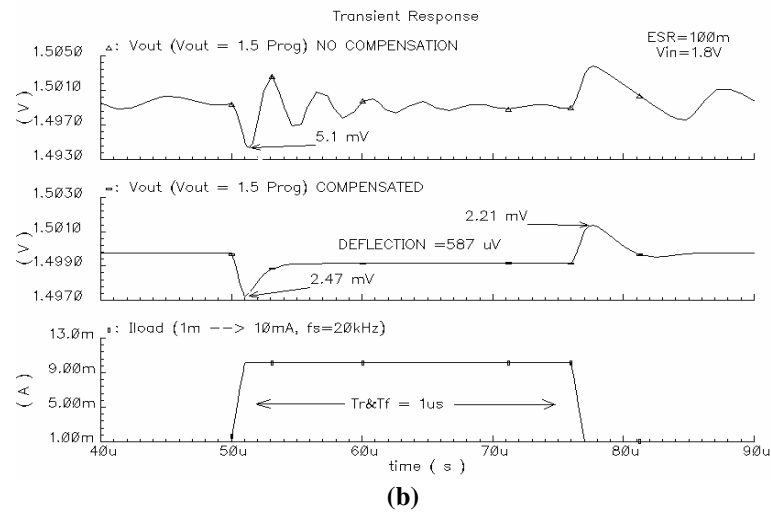 Transient Response
△: Vout (Vout = 1.5 Prog) NO COMPENSATION
ESR=100m
Vin=1.8V
1.5050
1.5010
1.4970
1.4930
(V)
5.1 mV
-: Vout (Vout = 1.5 Prog) COMPENSATED
1.5030
1.5010
1.4990
1.4970
(V)
2.21 mV
DEFLECTION =587 uV
2.47 mV
▯: Iload (1m --> 10mA, fs=20kHz)
13.0m
9.00m
5.00m
1.00m
(A)
Tr&Tf = 1us
40u 50u 60u 70u 80u 90u
time (s)
(b)